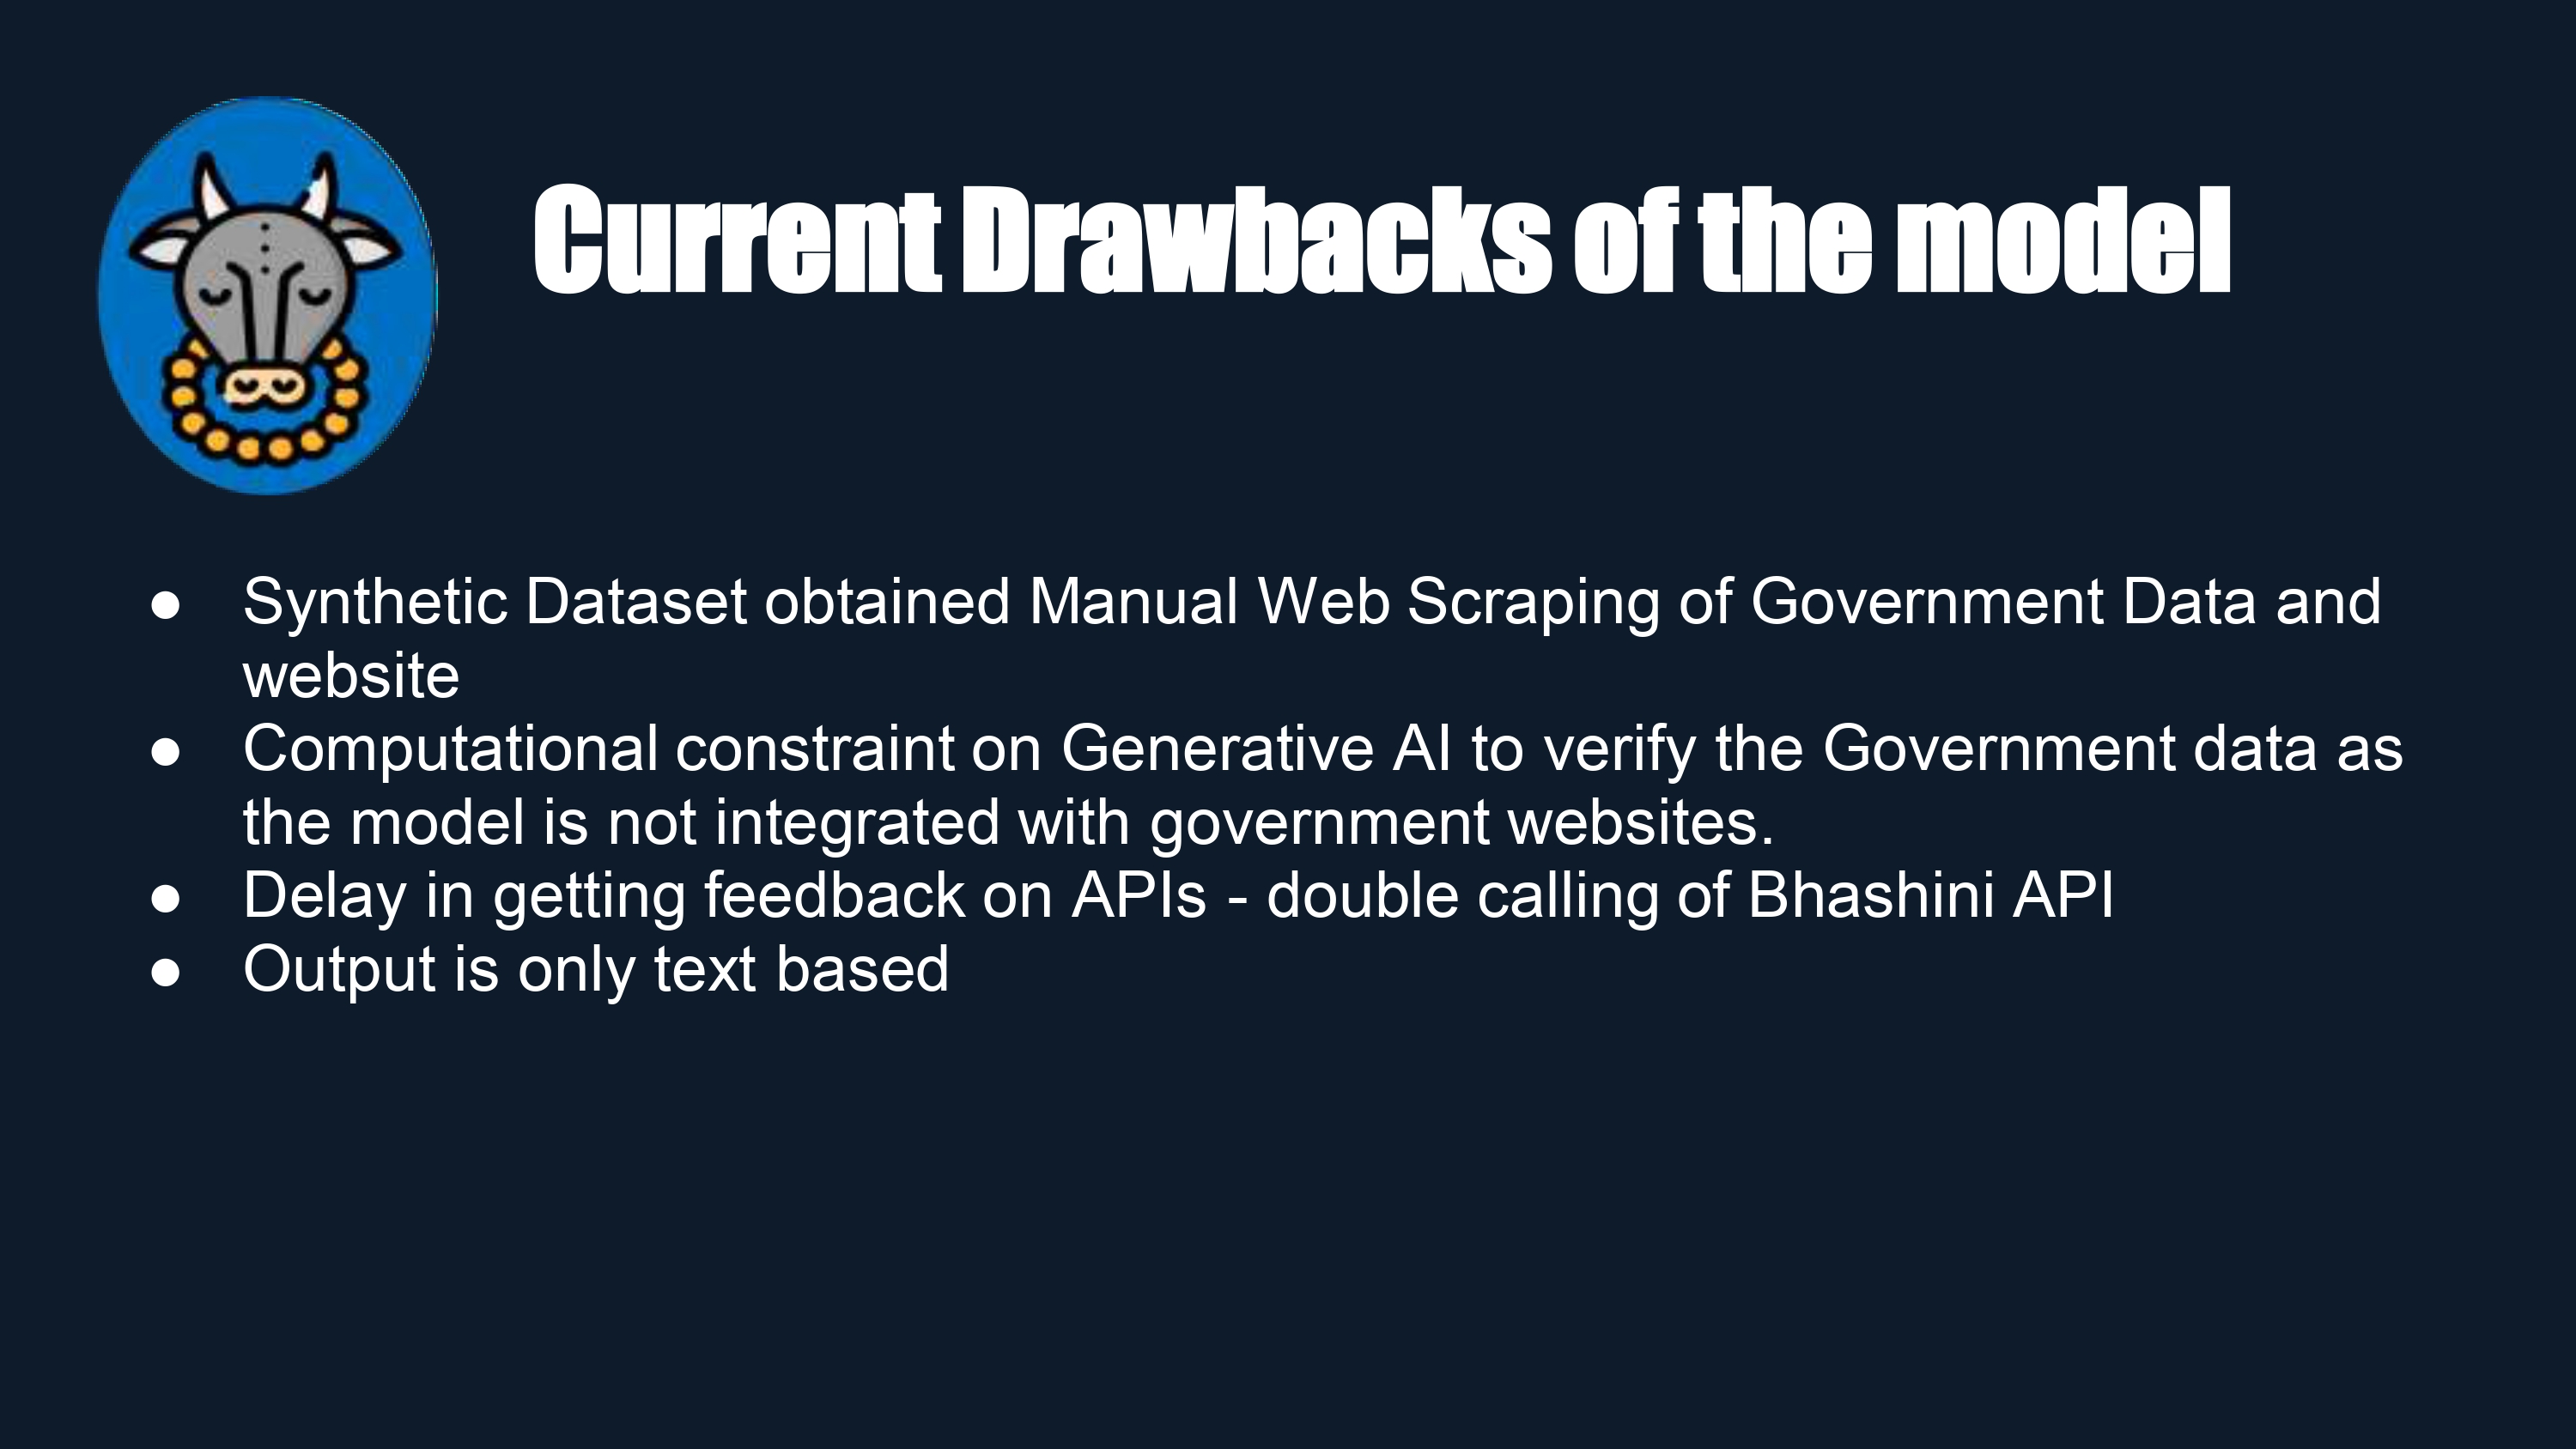 Current Drawbacks of the model
● Synthetic Dataset obtained Manual Web Scraping of Government Data and
website
● Computational constraint on Generative AI to verify the Government data as
the model is not integrated with government websites.
● Delay in getting feedback on APIs - double calling of Bhashini API
● Output is only text based